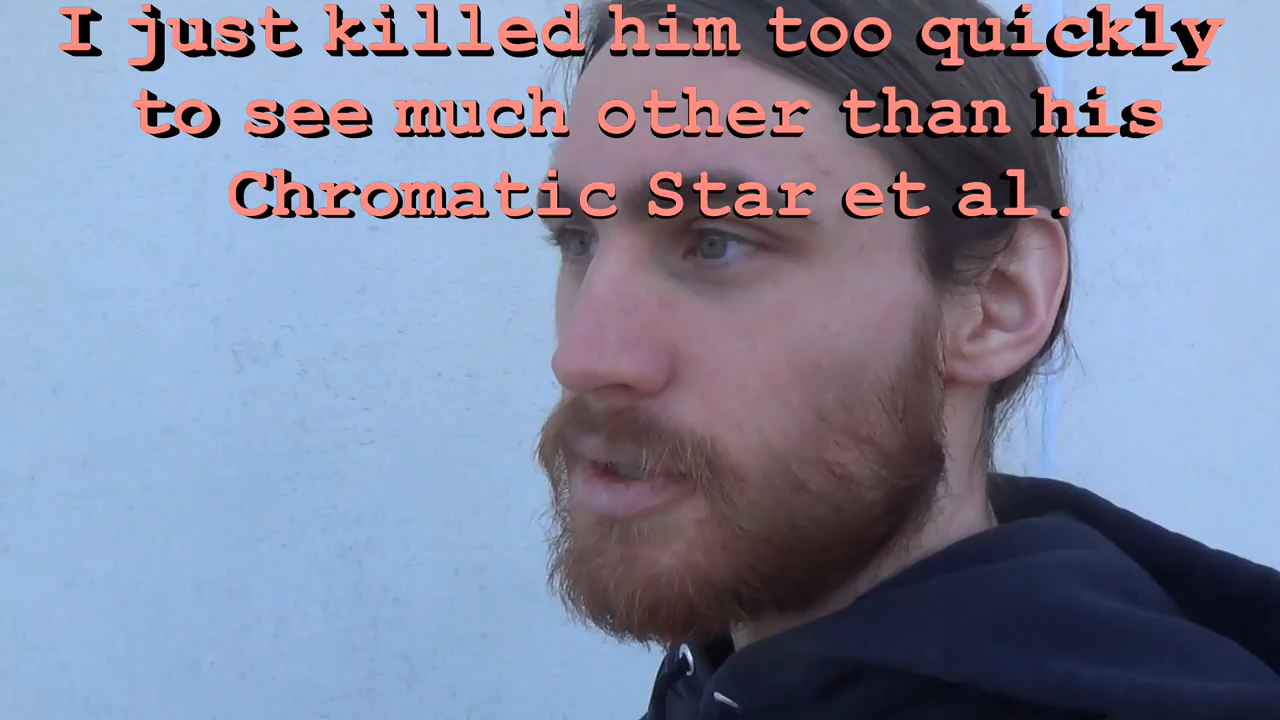 I just killed him too quickly
to see much other than his
Chromatic Star et al.